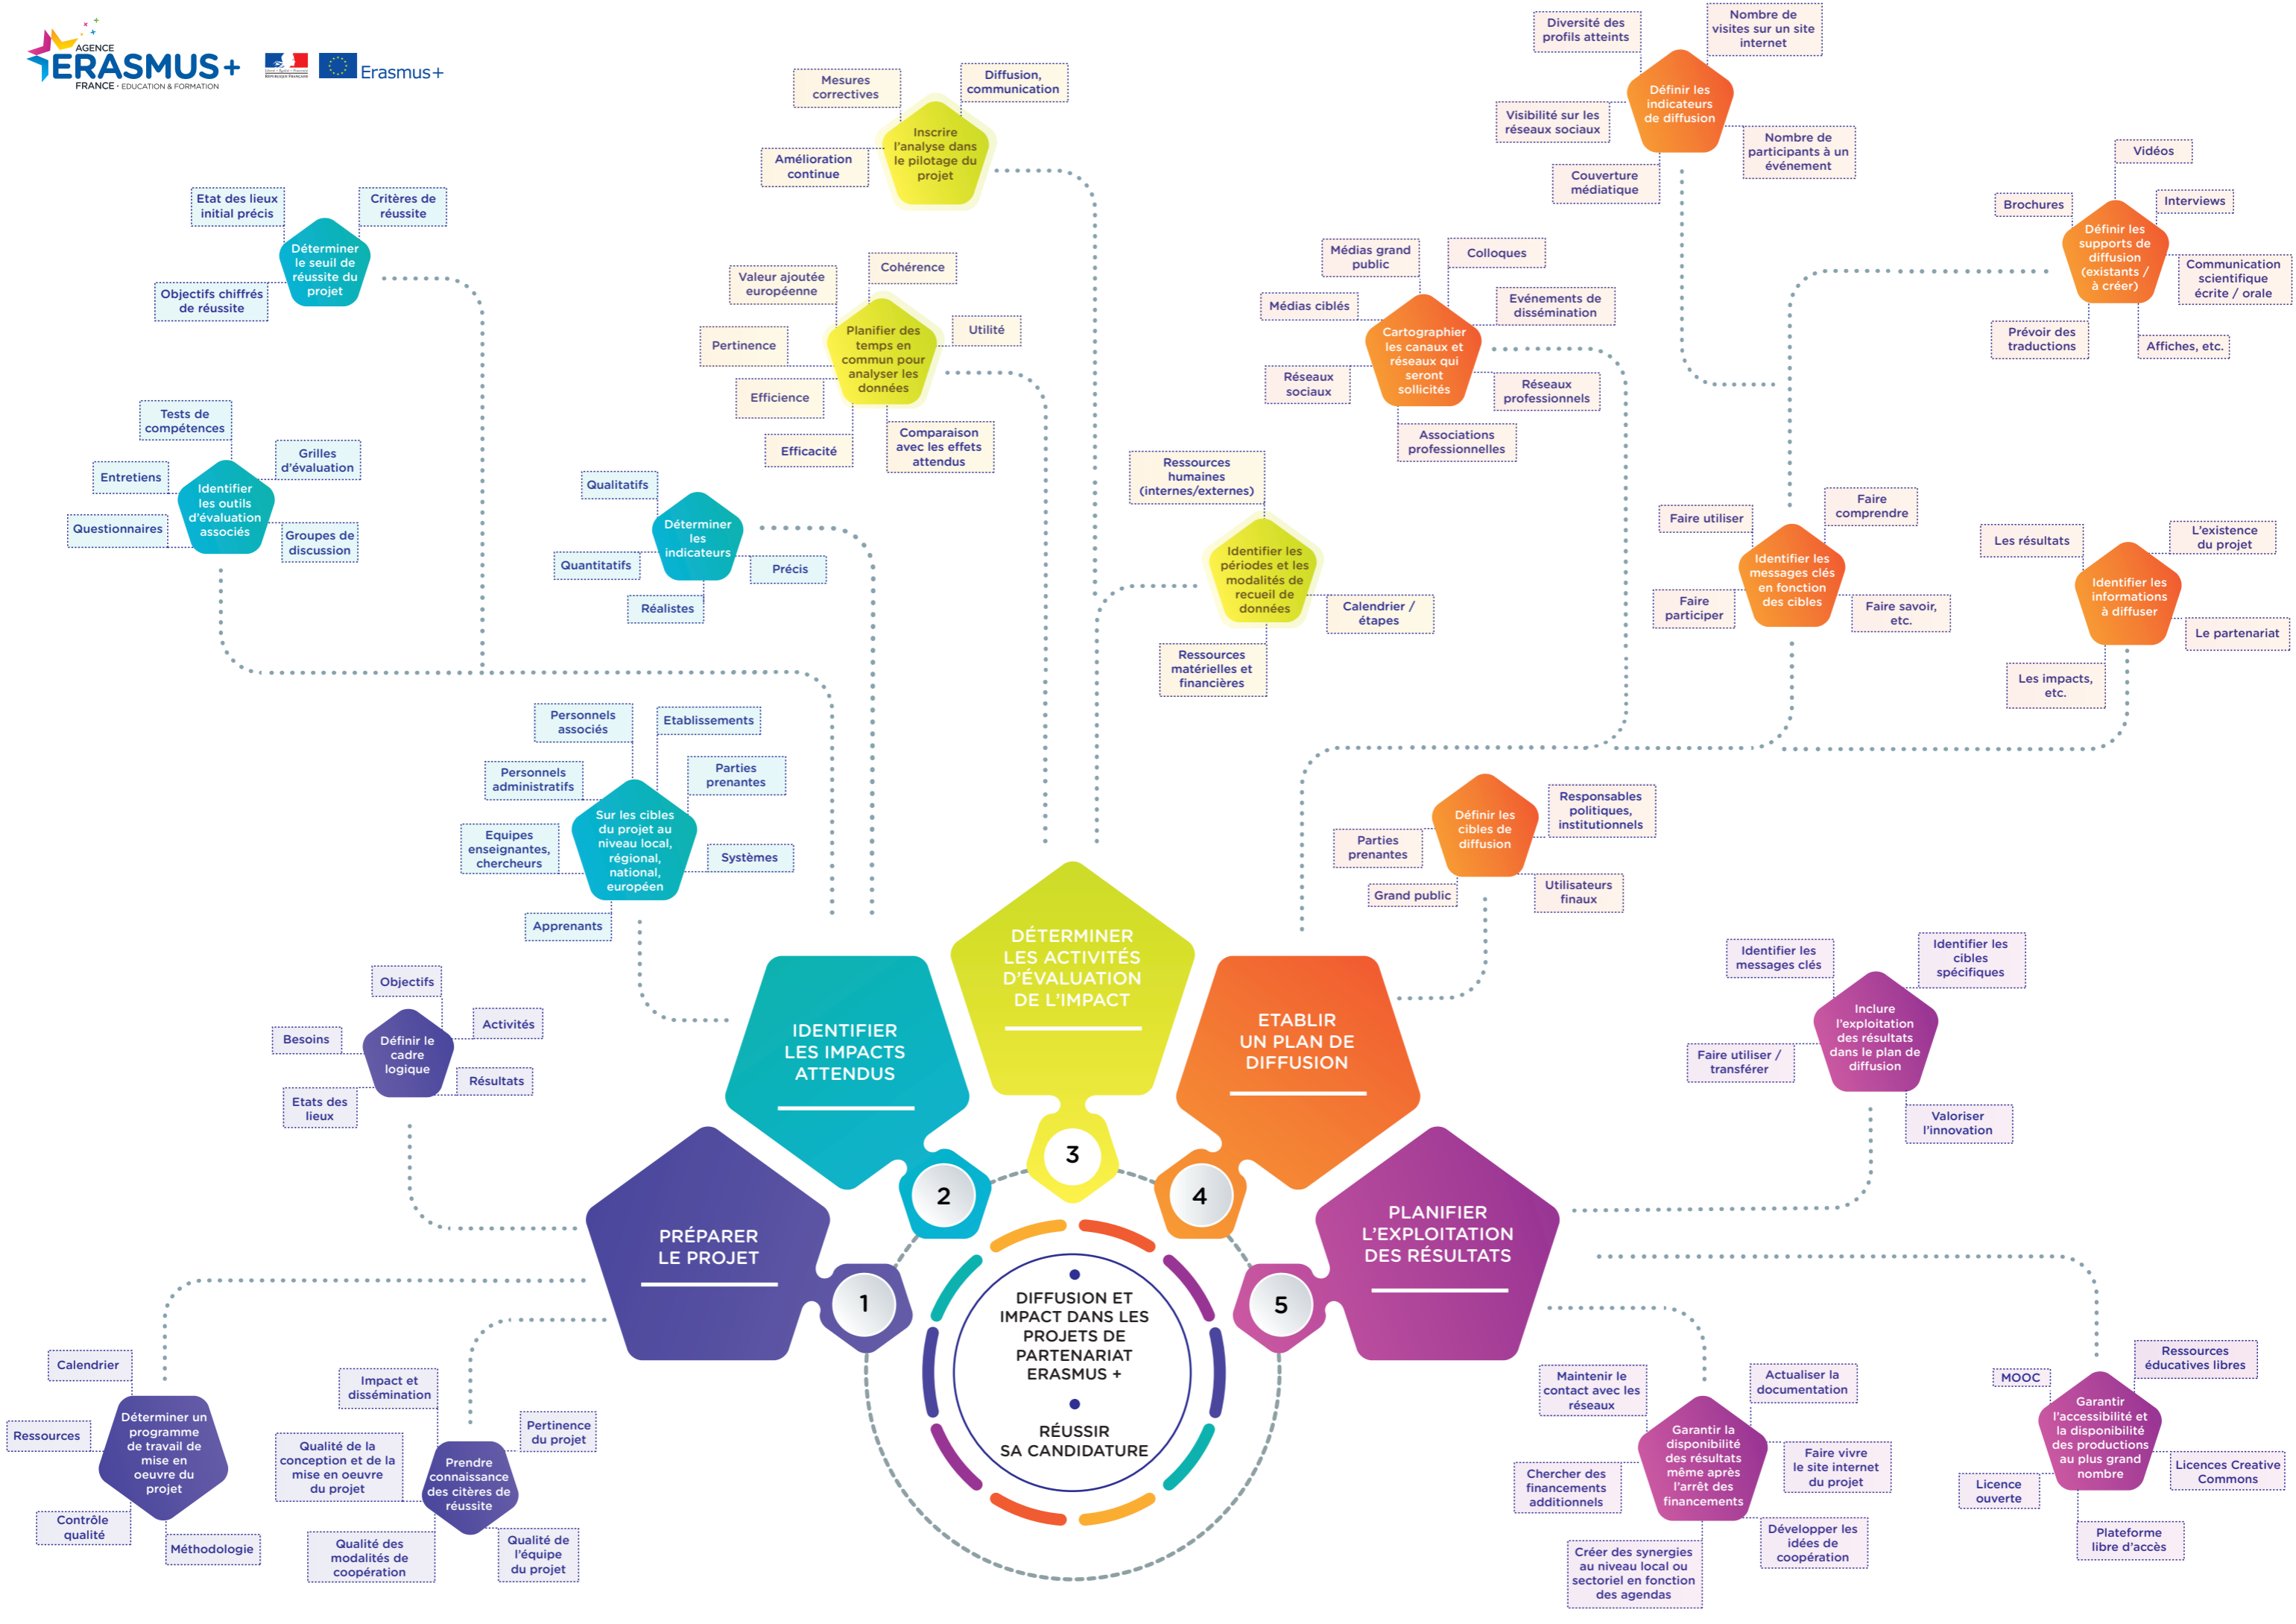 AGENCE
ERASMUS+
FRANCE · EDUCATION & FORMATION
RÉPUBLIQUE FRANÇAISE
Erasmus+
Etat des lieux
initial précis
Critères de
réussite
Déterminer
le seuil de
réussite du
projet
Objectifs chiffrés
de réussite
Tests de
compétences
Grilles
d'évaluation
Entretiens
Identifier
les outils
d'évaluation
associés
Questionnaires
Groupes de
discussion
Qualitatifs
Déterminer
les
indicateurs
Quantitatifs
Précis
Réalistes
Personnels
associés
Etablissements
Personnels
administratifs
Parties
prenantes
Sur les cibles
du projet au
niveau local,
régional,
national,
européen
Equipes
enseignantes,
chercheurs
Systèmes
Apprenants
Mesures
correctives
Diffusion,
communication
Inscrire
l'analyse dans
le pilotage du
projet
Amélioration
continue
Valeur ajoutée
européenne
Cohérence
Planifier des
temps en
commun pour
analyser les
données
Utilité
Pertinence
Efficience
Efficacité
Comparaison
avec les effets
attendus
Ressources
humaines
(internes/externes)
Identifier les
périodes et les
modalités de
recueil de
données
Calendrier /
étapes
Ressources
matérielles et
financières
Diversité des
profils atteints
Nombre de
visites sur un site
internet
Définir les
indicateurs
de diffusion
Visibilité sur les
réseaux sociaux
Nombre de
participants à un
événement
Couverture
médiatique
Vidéos
Brochures
Interviews
Définir les
supports de
diffusion
(existants /
à créer)
Communication
scientifique
écrite / orale
Prévoir des
traductions
Affiches, etc.
Médias grand
public
Colloques
Médias ciblés
Evénements de
dissémination
Cartographier
les canaux et
réseaux qui
seront
sollicités
Réseaux
sociaux
Réseaux
professionnels
Associations
professionnelles
Faire utiliser
Faire
comprendre
Identifier les
messages clés
en fonction
des cibles
Faire
participer
Faire savoir,
etc.
Les résultats
L'existence
du projet
Identifier les
informations
à diffuser
Le partenariat
Les impacts,
etc.
Responsables
politiques,
institutionnels
Définir les
cibles de
diffusion
Parties
prenantes
Grand public
Utilisateurs
finaux
Objectifs
Activités
Besoins
Définir le
cadre
logique
Résultats
Etats des
lieux
Calendrier
Ressources
Déterminer un
programme
de travail de
mise en
oeuvre du
projet
Contrôle
qualité
Méthodologie
Impact et
dissémination
Pertinence
du projet
Qualité de la
conception et de la
mise en oeuvre
du projet
Prendre
connaissance
des citères de
réussite
Qualité des
modalités de
coopération
Qualité de
l'équipe
du projet
PRÉPARER
LE PROJET
1
IDENTIFIER
LES IMPACTS
ATTENDUS
2
DÉTERMINER
LES ACTIVITÉS
D'ÉVALUATION
DE L'IMPACT
3
ETABLIR
UN PLAN DE
DIFFUSION
4
PLANIFIER
L'EXPLOITATION
DES RÉSULTATS
5
DIFFUSION ET
IMPACT DANS LES
PROJETS DE
PARTENARIAT
ERASMUS +
RÉUSSIR
SA CANDIDATURE
Identifier les
messages clés
Identifier les
cibles
spécifiques
Inclure
l'exploitation
des résultats
dans le plan de
diffusion
Faire utiliser /
transférer
Valoriser
l'innovation
Maintenir le
contact avec les
réseaux
Actualiser la
documentation
Garantir la
disponibilité
des résultats
même après
l'arrêt des
financements
Faire vivre
le site internet
du projet
Chercher des
financements
additionnels
Développer les
idées de
coopération
Créer des synergies
au niveau local ou
sectoriel en fonction
des agendas
MOOC
Ressources
éducatives libres
Garantir
l'accessibilité et
la disponibilité
des productions
au plus grand
nombre
Licences Creative
Commons
Licence
ouverte
Plateforme
libre d'accès